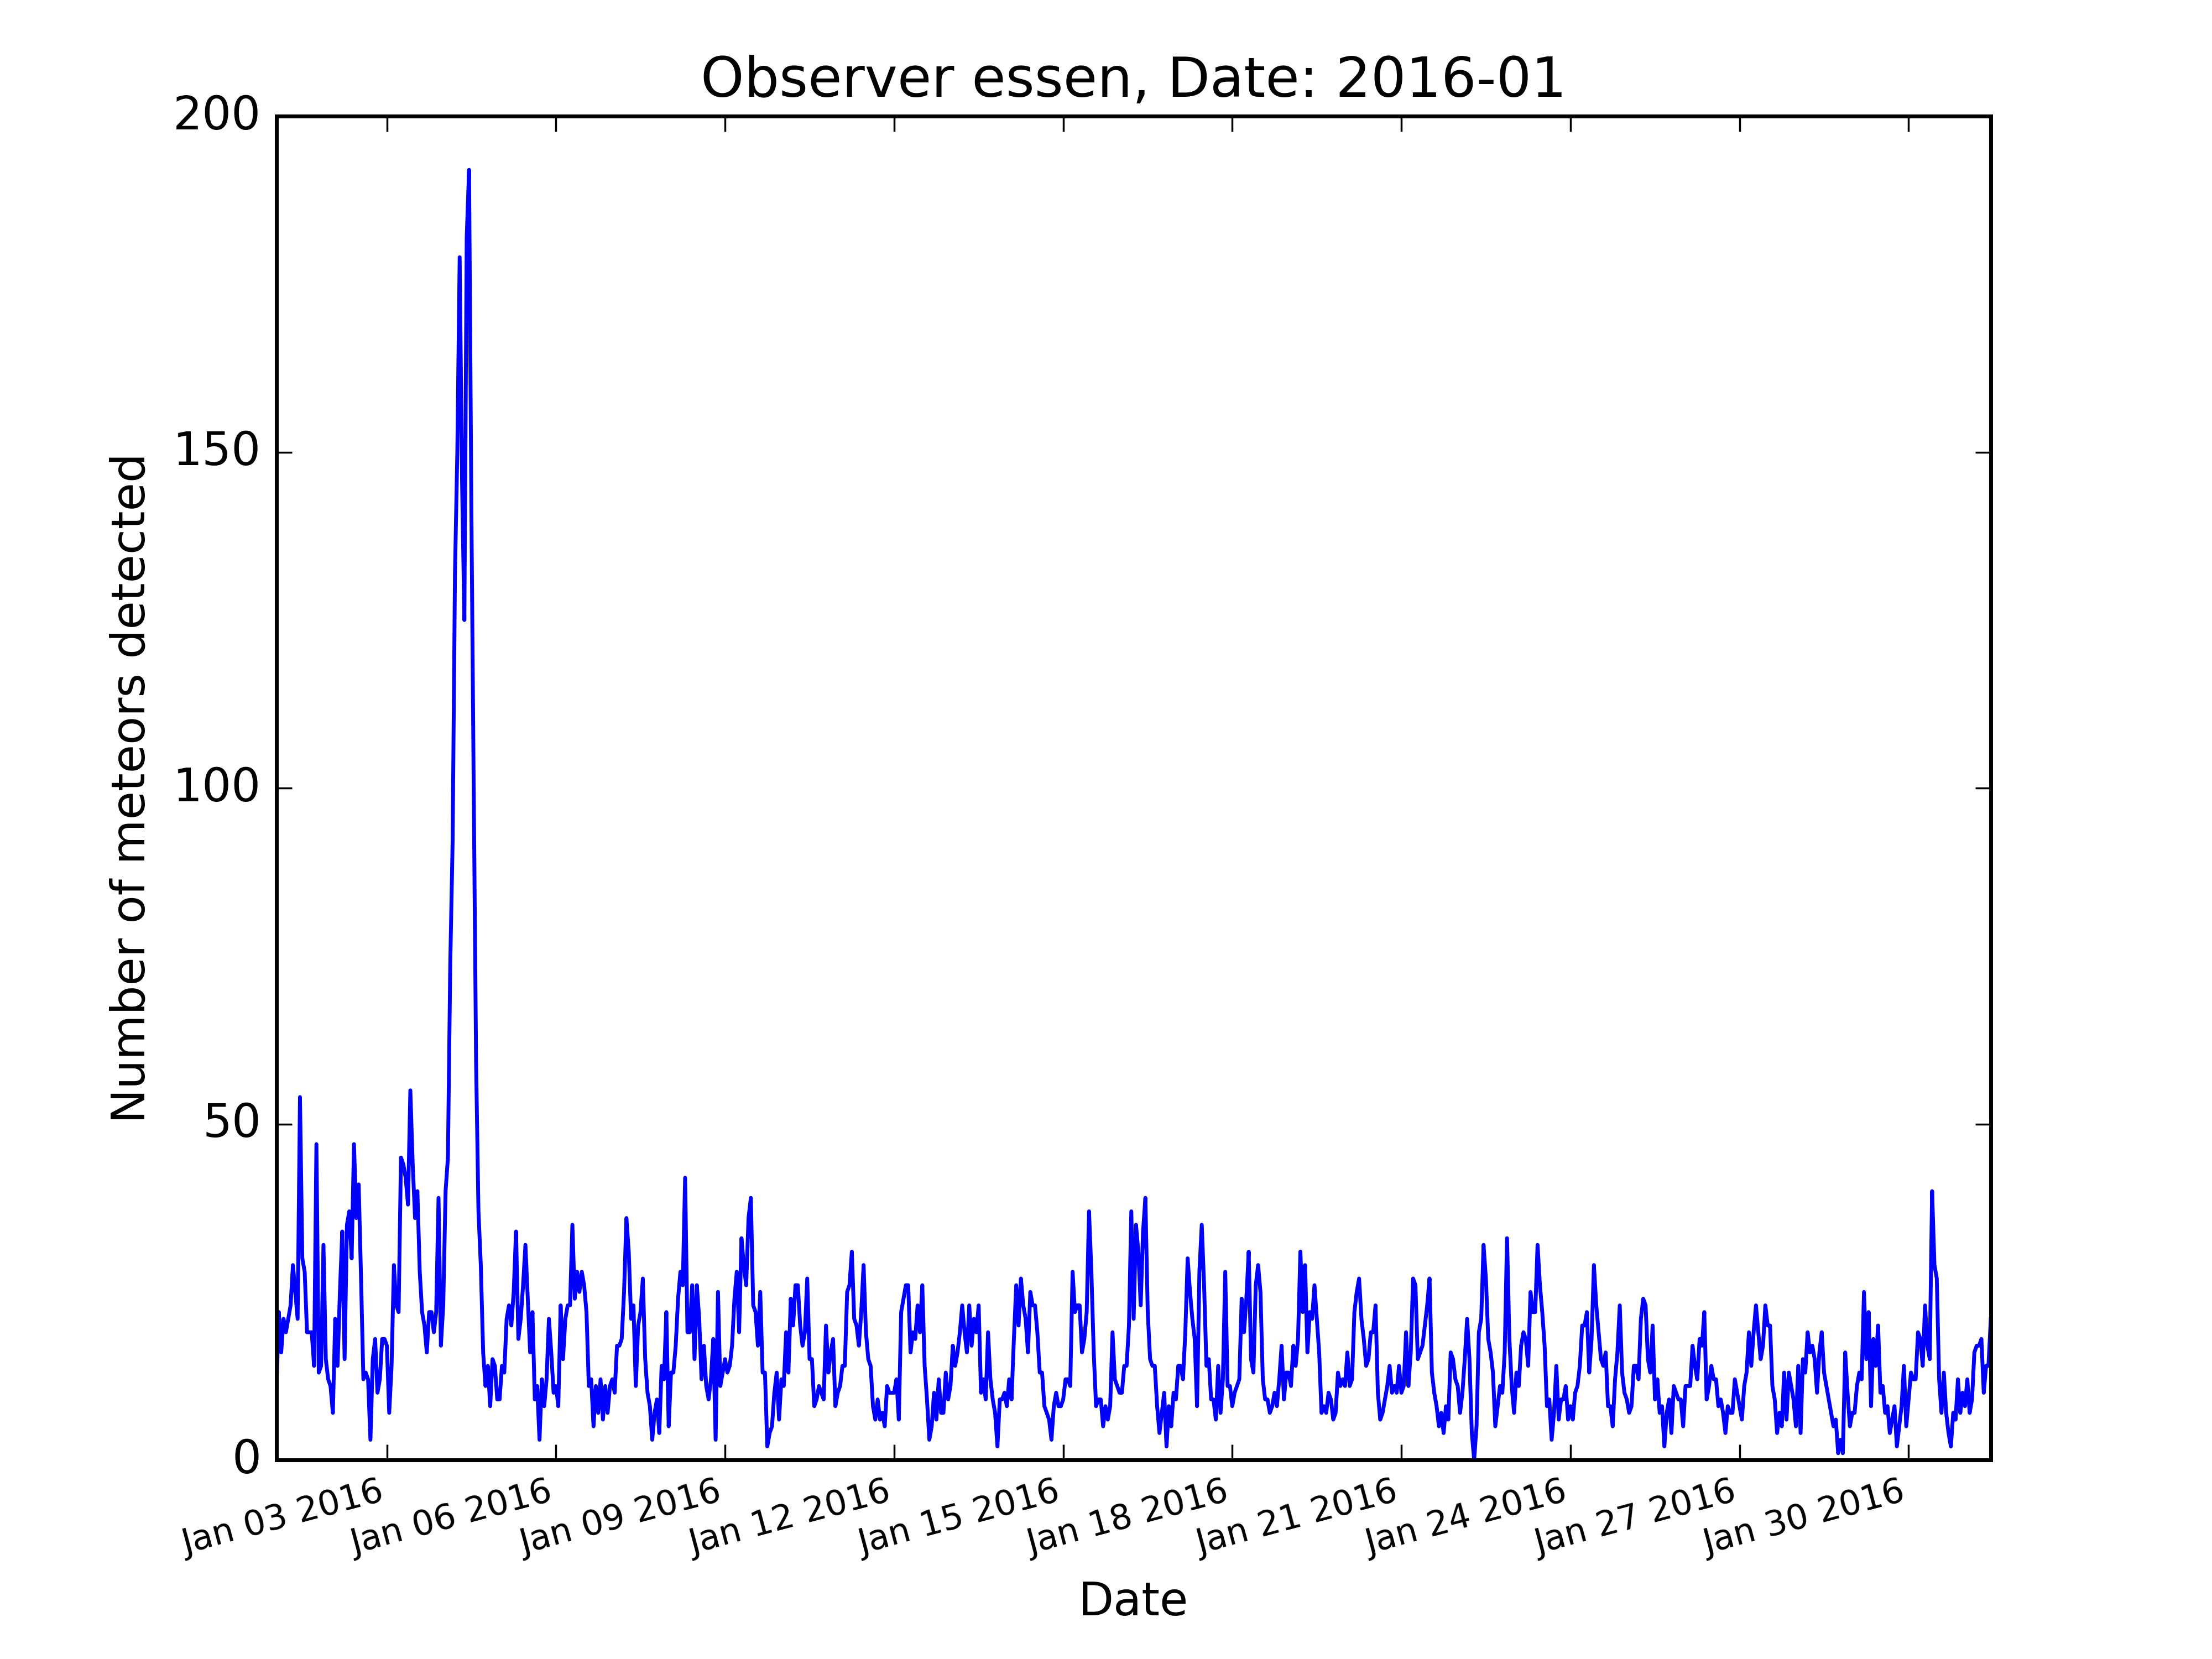 Observer essen, Date: 2016-01
200
150
100
50
0
Number of meteors detected
Jan 03 2016
Jan 06 2016
Jan 09 2016
Jan 12 2016
Jan 15 2016
Jan 18 2016
Jan 21 2016
Jan 24 2016
Jan 27 2016
Jan 30 2016
Date